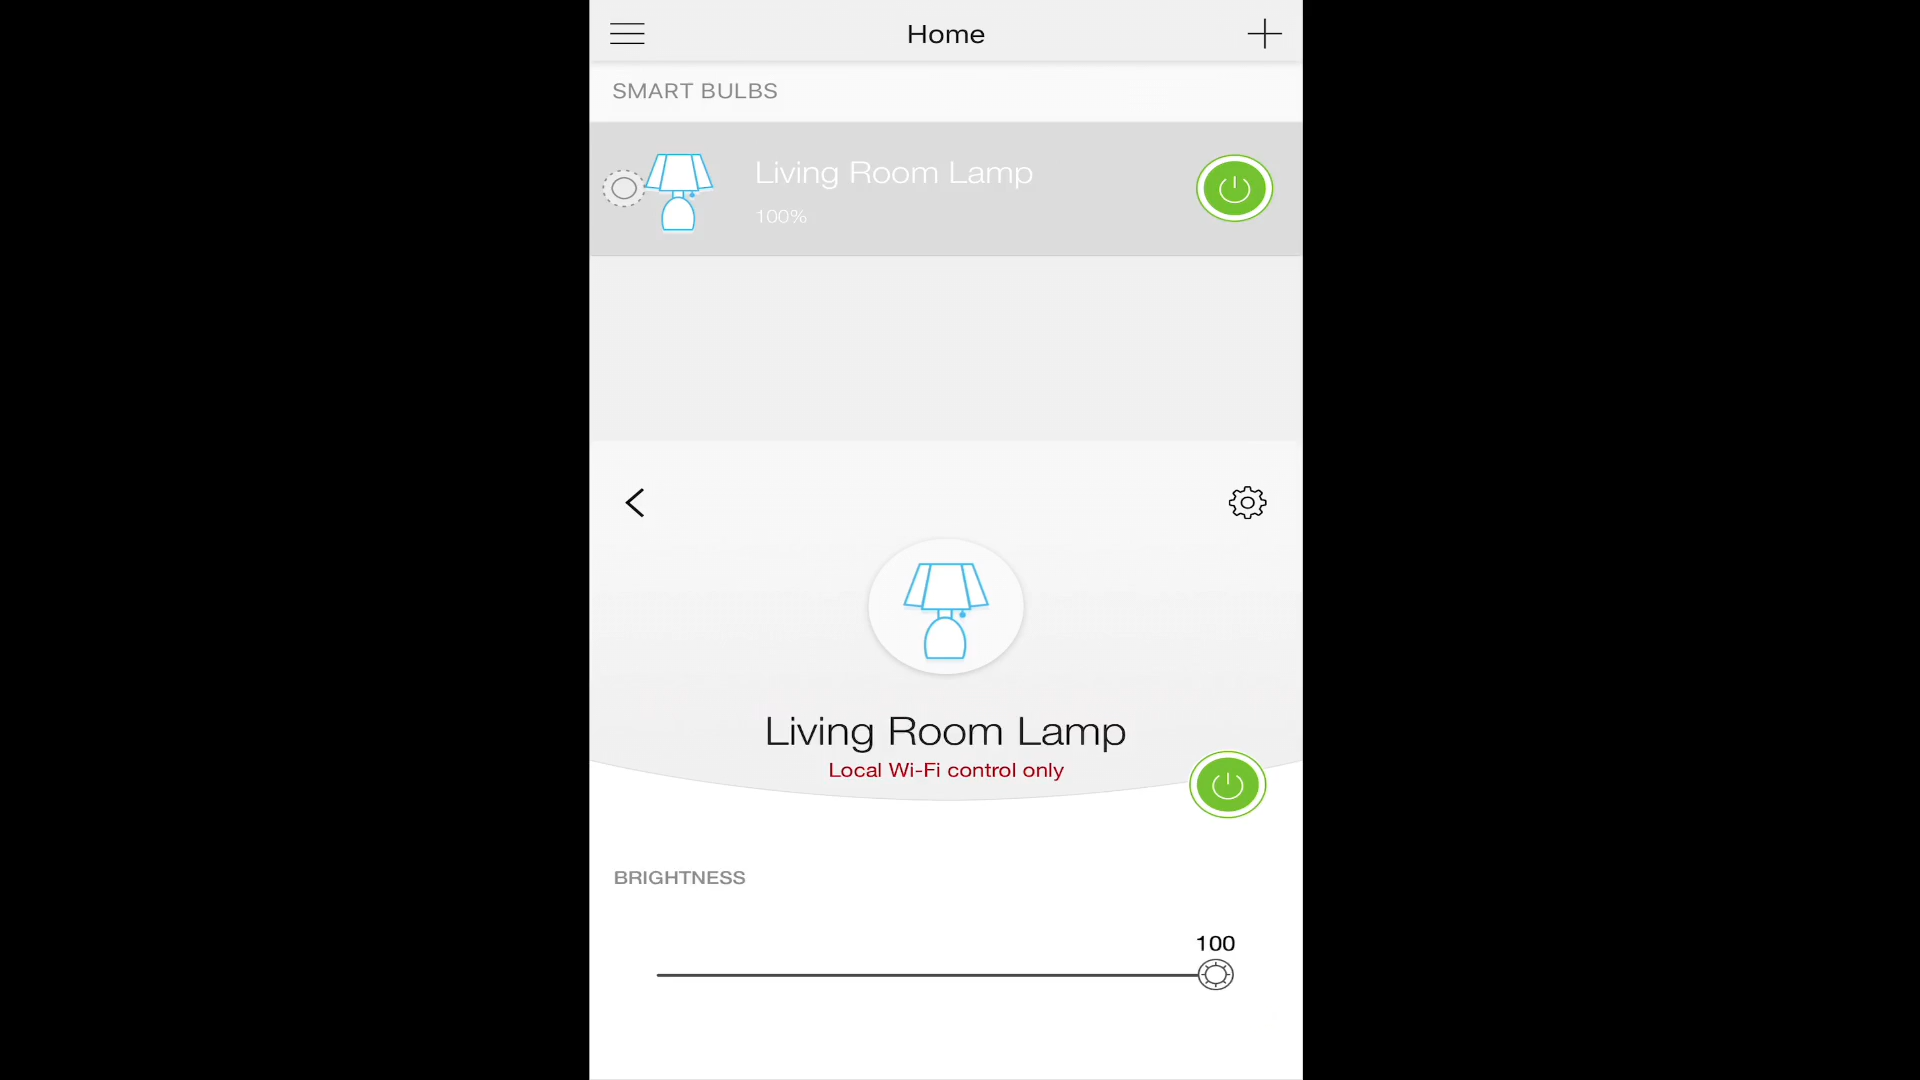 Home
SMART BULBS
Living Room Lamp
100%
Living Room Lamp
Local Wi-Fi control only
BRIGHTNESS
100